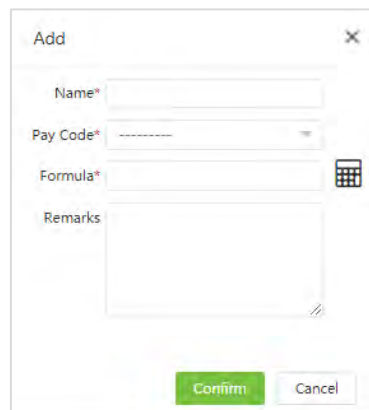 Add
Name*
Pay Code* ---------
Formula*
Remarks
Confirm Cancel